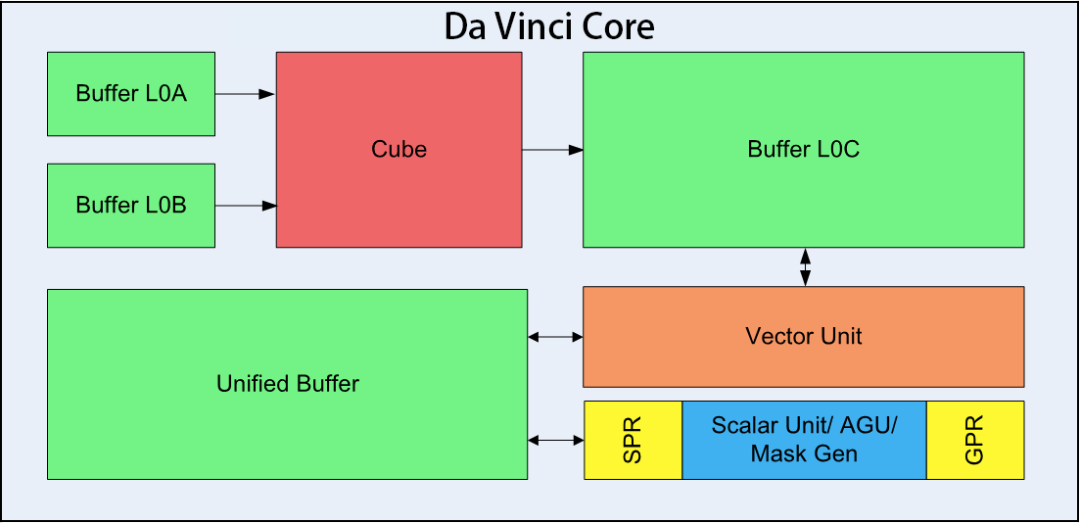 Da Vinci Core
Buffer L0A
Cube
Buffer L0C
Buffer L0B
Unified Buffer
Vector Unit
SPR
Scalar Unit/ AGU/
Mask Gen
GPR